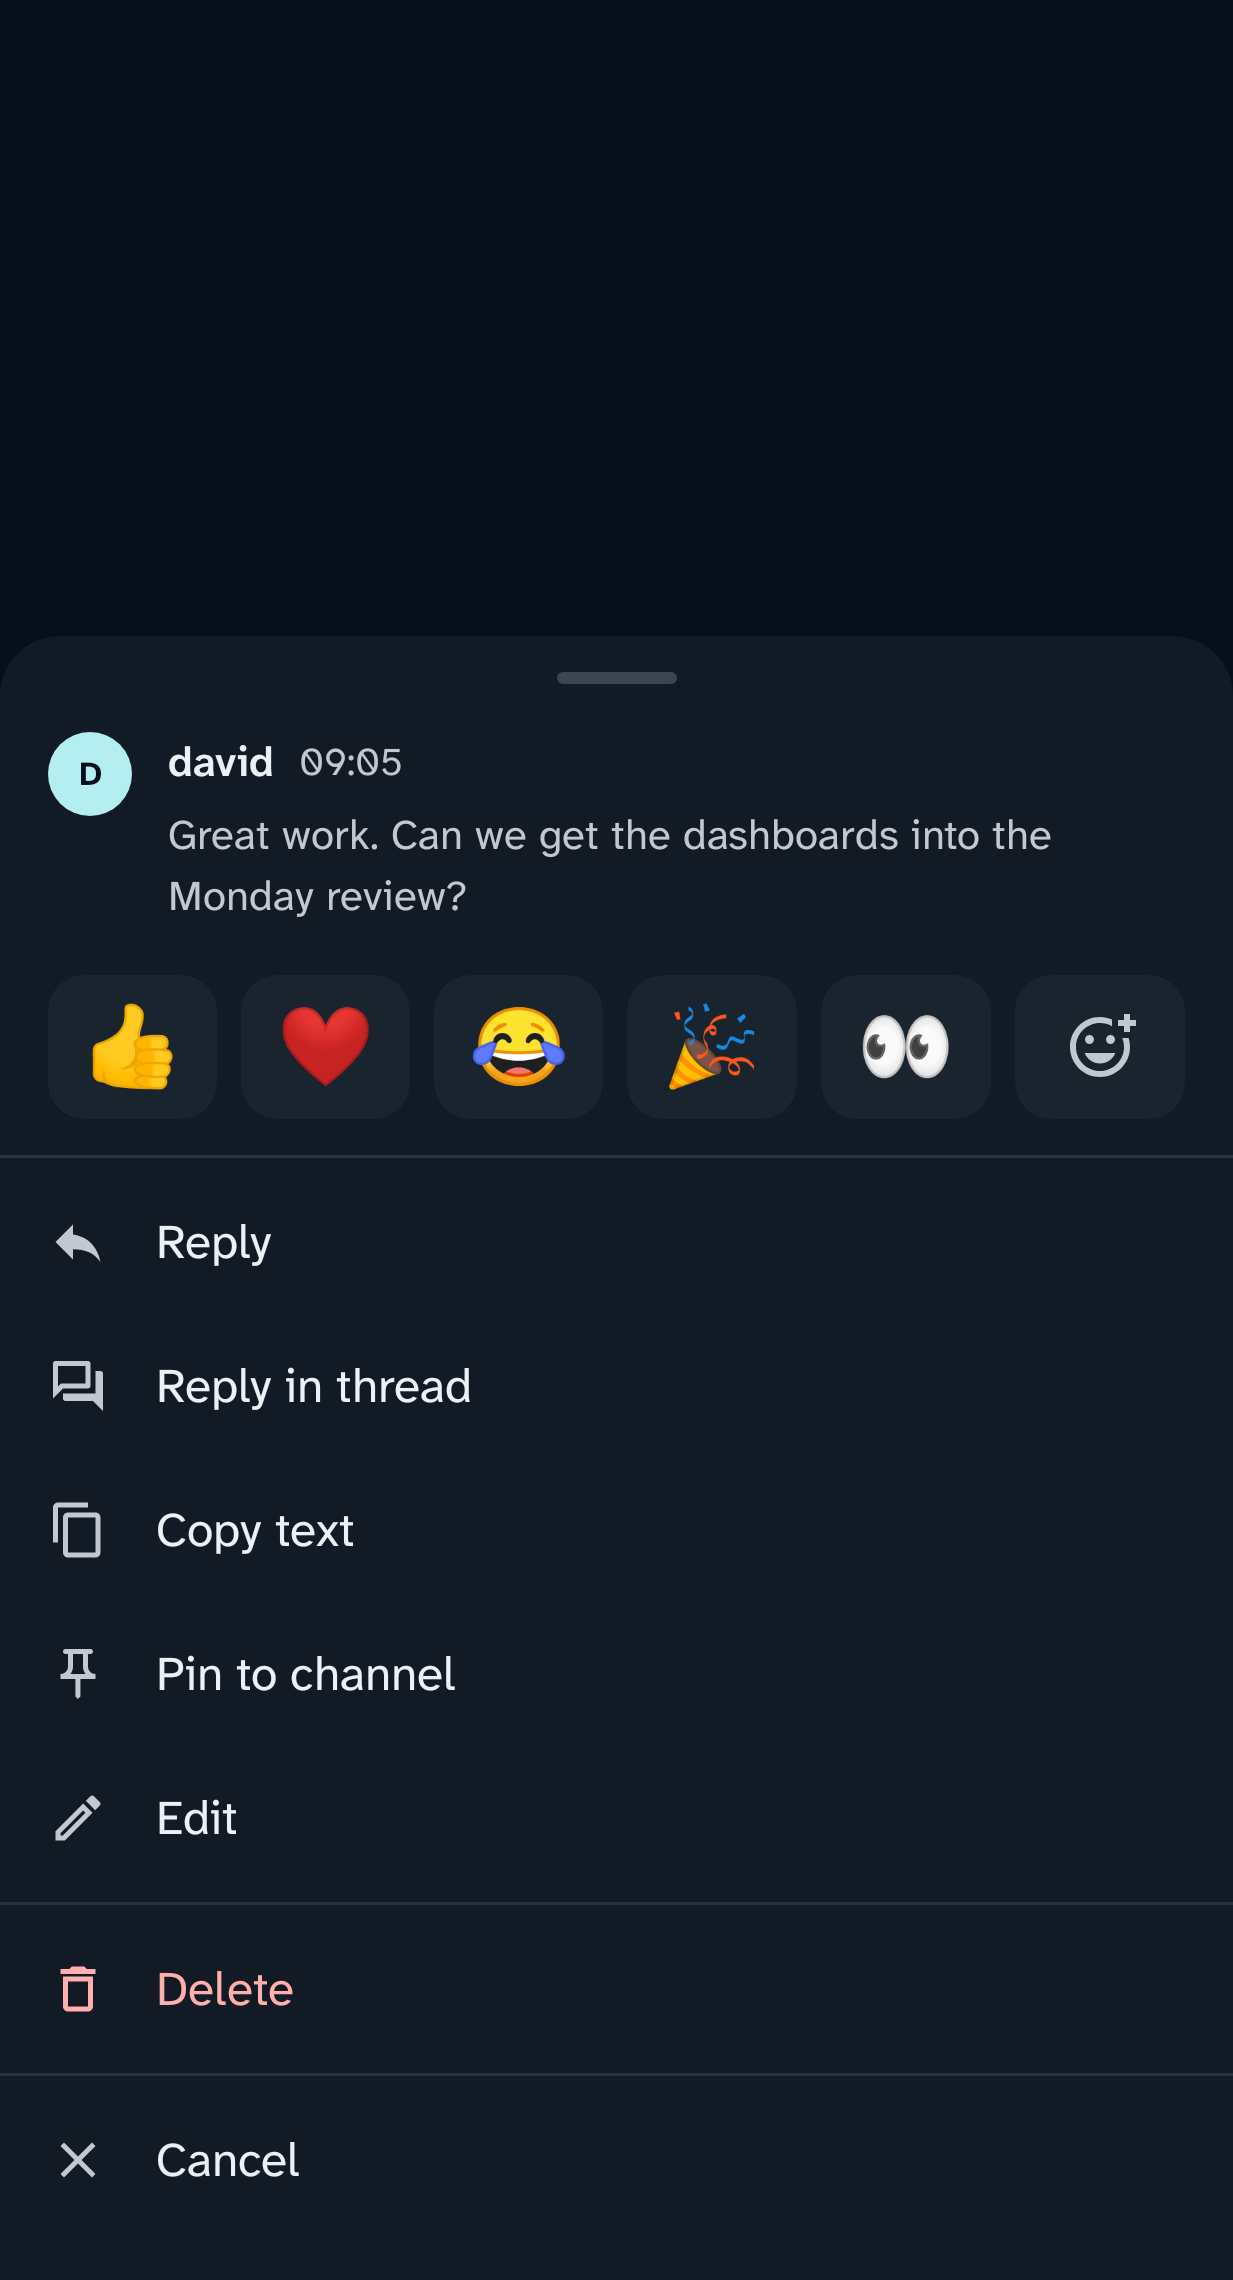 D
david 09:05
Great work. Can we get the dashboards into the
Monday review?
Reply
Reply in thread
Copy text
Pin to channel
Edit
Delete
Cancel